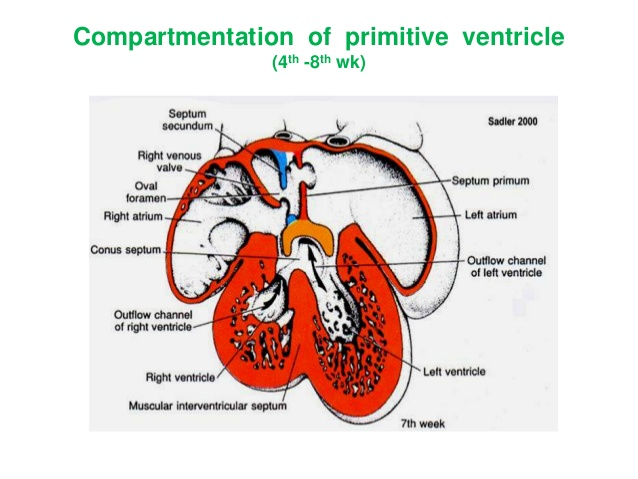 Compartmentation of primitive ventricle
(4th -8th wk)
Sadler 2000
Septum
secundum
Right venous
valve
Oval
foramen
Right atrium
Conus septum
Outflow channel
of right ventricle
Right ventricle
Muscular interventricular septum
Septum primum
Left atrium
Outflow channel
of left ventricle
Left ventricle
7th week